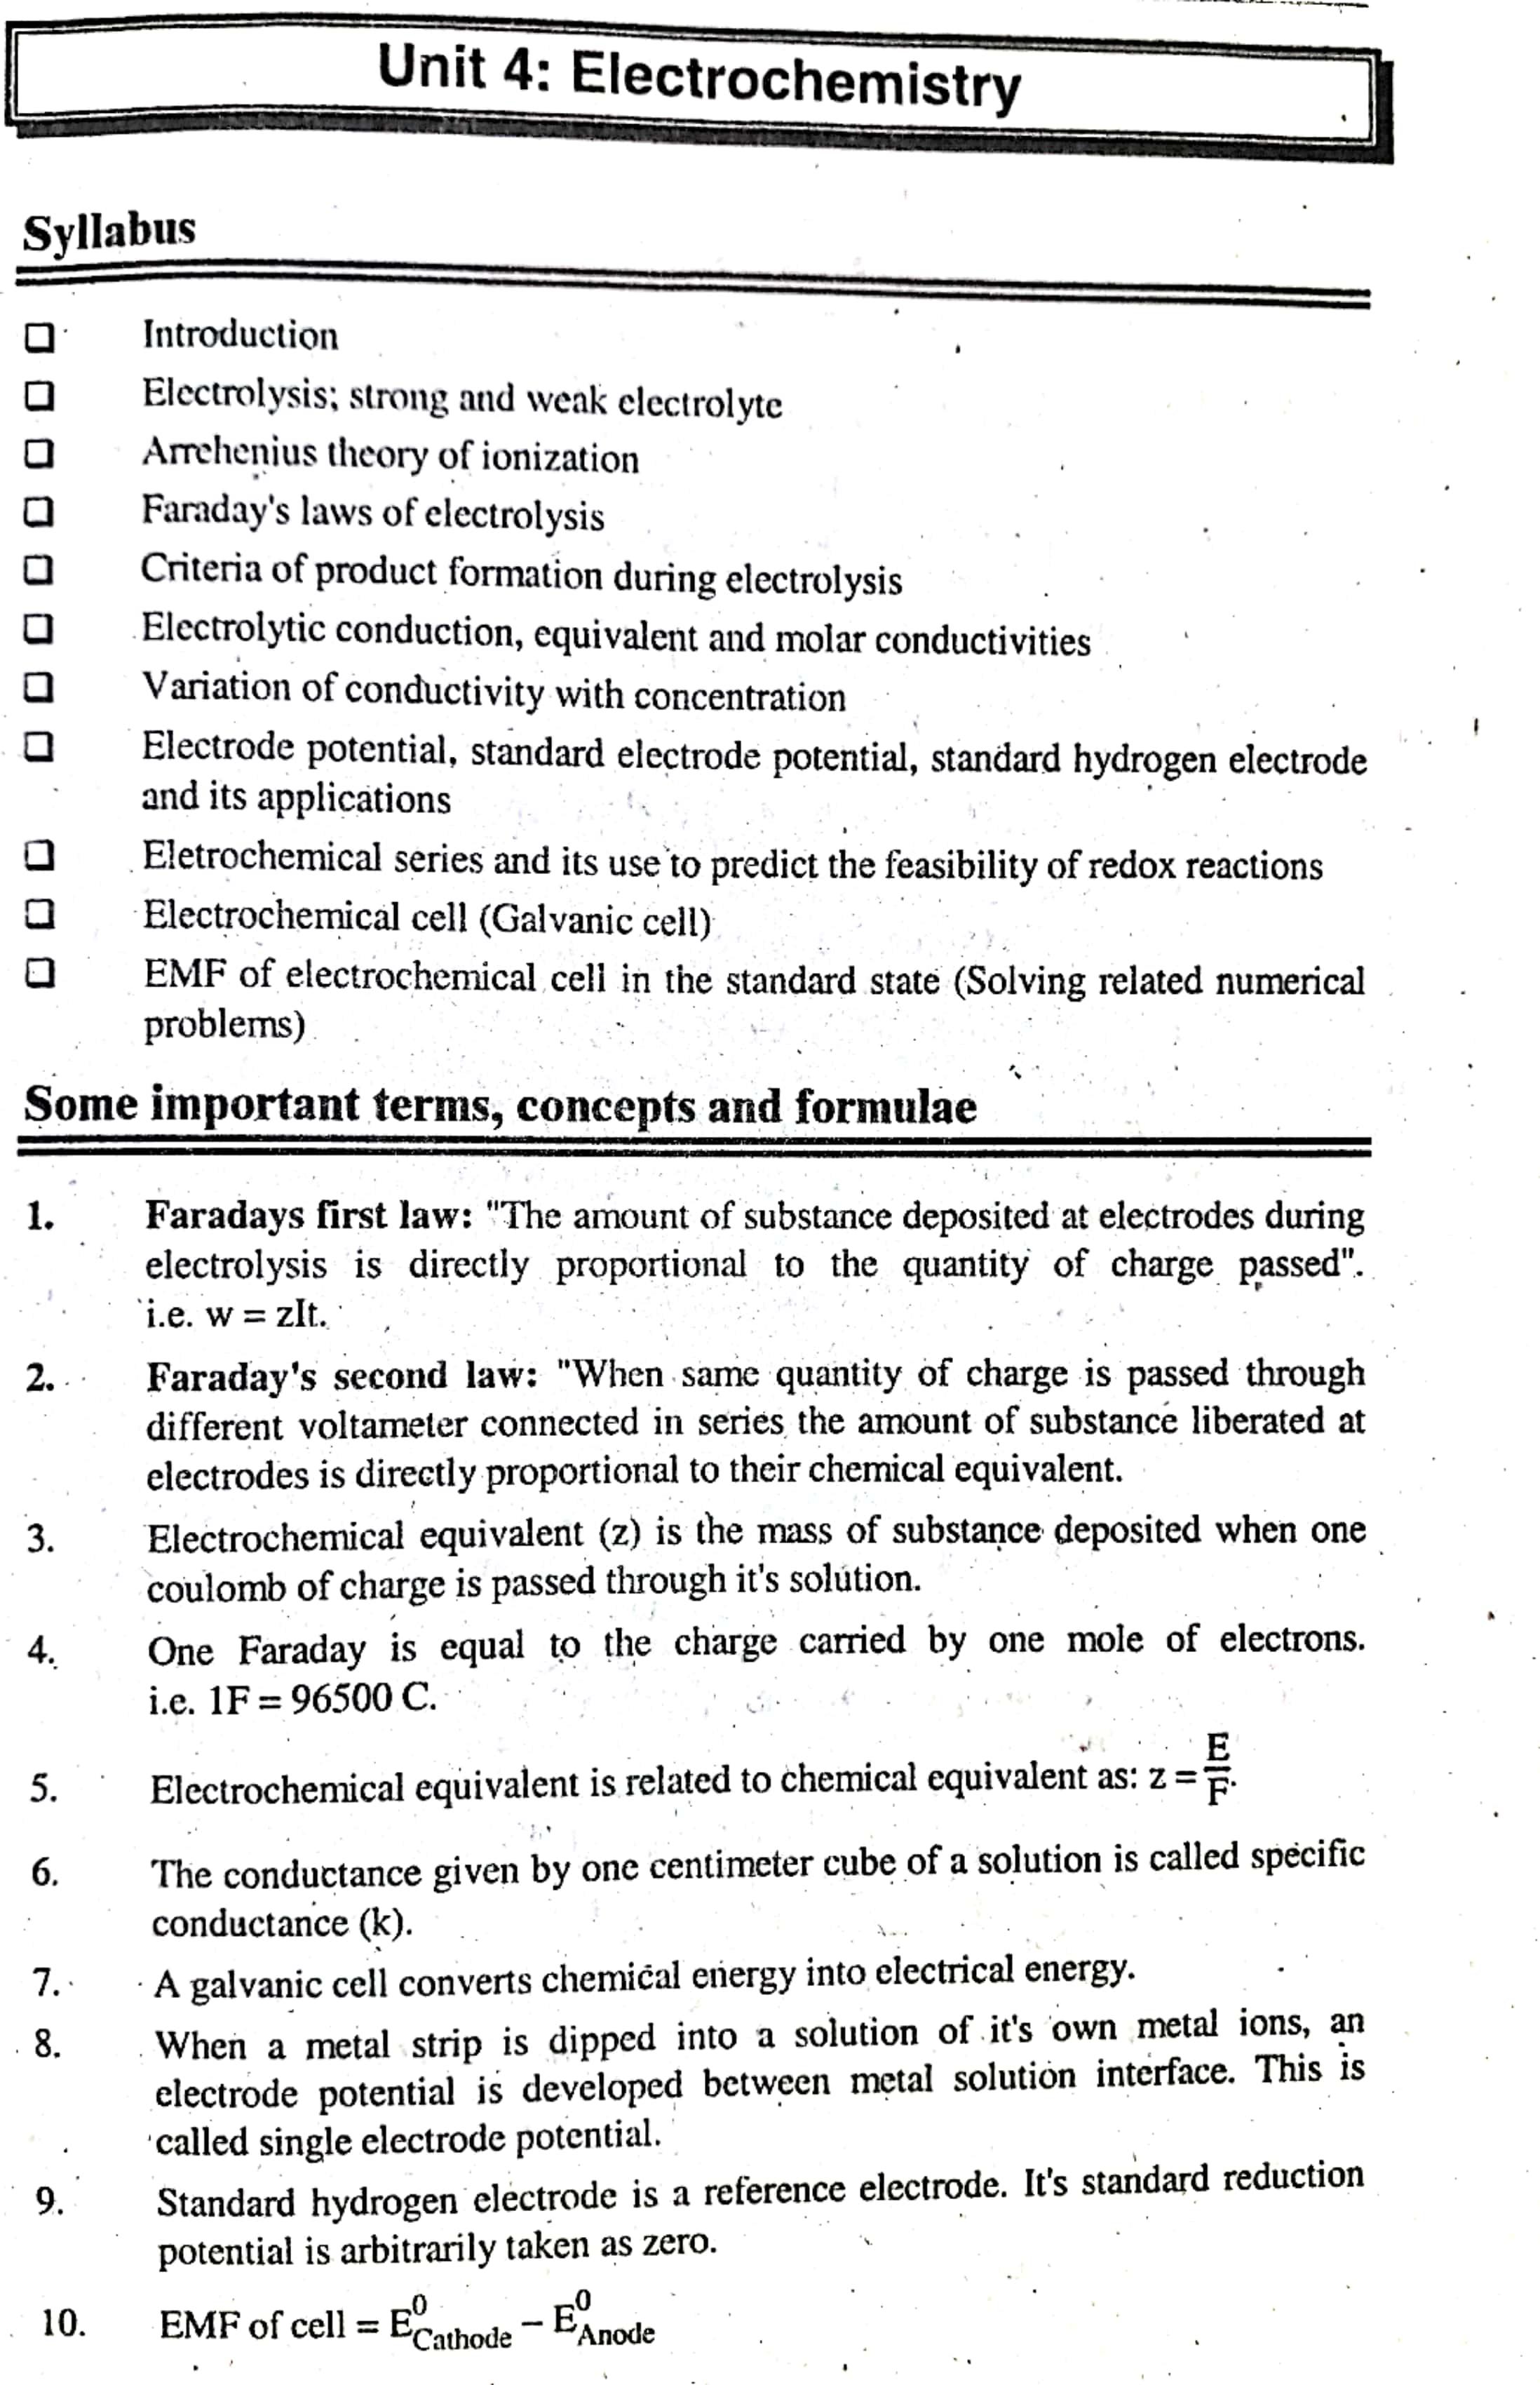 Unit 4: Electrochemistry
Syllabus
❑ Introduction
❑ Electrolysis; strong and weak electrolyte
❑ Arrehenius theory of ionization
❑ Faraday's laws of electrolysis
❑ Criteria of product formation during electrolysis
❑ Electrolytic conduction, equivalent and molar conductivities
❑ Variation of conductivity with concentration
❑ Electrode potential, standard electrode potential, standard hydrogen electrode
and its applications
❑ Eletrochemical series and its use to predict the feasibility of redox reactions
❑ Electrochemical cell (Galvanic cell)
❑ EMF of electrochemical cell in the standard state (Solving related numerical
problems)
Some important terms, concepts and formulae
1. Faradays first law: "The amount of substance deposited at electrodes during
electrolysis is directly proportional to the quantity of charge passed".
i.e. w = zIt.
2. Faraday's second law: "When same quantity of charge is passed through
different voltameter connected in series the amount of substance liberated at
electrodes is directly proportional to their chemical equivalent.
3. Electrochemical equivalent (z) is the mass of substance deposited when one
coulomb of charge is passed through it's solution.
4. One Faraday is equal to the charge carried by one mole of electrons.
i.e. 1F = 96500 C.
5. Electrochemical equivalent is related to chemical equivalent as: z = E/F.
6. The conductance given by one centimeter cube of a solution is called specific
conductance (k).
7. A galvanic cell converts chemical energy into electrical energy.
8. When a metal strip is dipped into a solution of it's own metal ions, an
electrode potential is developed between metal solution interface. This is
called single electrode potential.
9. Standard hydrogen electrode is a reference electrode. It's standard reduction
potential is arbitrarily taken as zero.
10. EMF of cell = E⁰Cathode – E⁰Anode